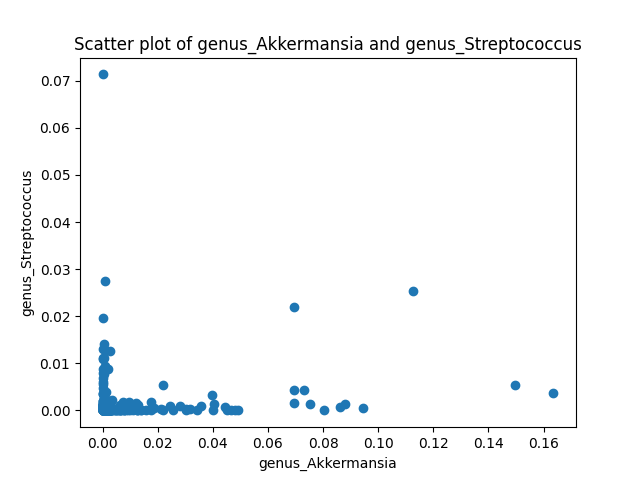 Scatter plot of genus_Akkermansia and genus_Streptococcus
0.07
0.06
0.05
0.04
0.03
0.02
0.01
0.00
genus_Streptococcus
0.00 0.02 0.04 0.06 0.08 0.10 0.12 0.14 0.16
genus_Akkermansia